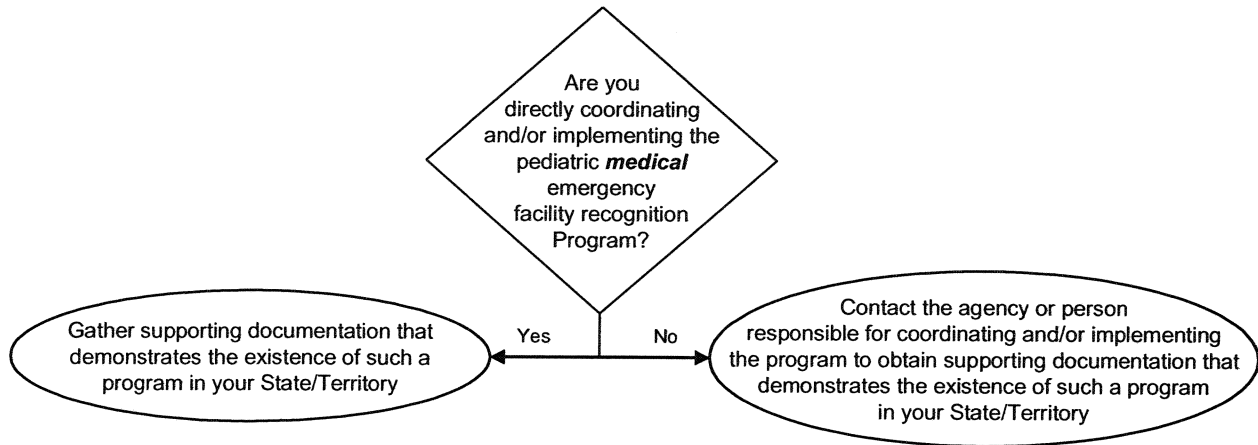 Are you
directly coordinating
and/or implementing the
pediatric medical
emergency
facility recognition
Program?
Yes
No
Gather supporting documentation that
demonstrates the existence of such a
program in your State/Territory
Contact the agency or person
responsible for coordinating and/or implementing
the program to obtain supporting documentation that
demonstrates the existence of such a program
in your State/Territory